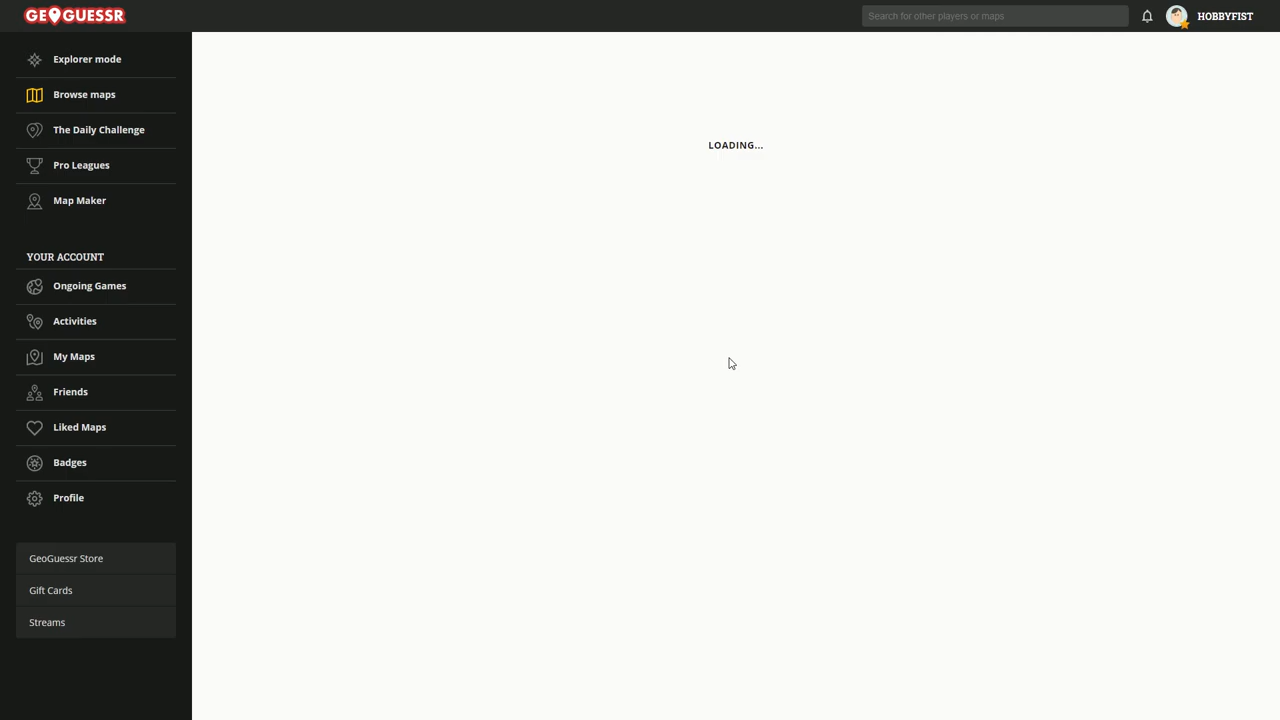 GEOGUESSR
Search for other players or maps
HOBBYFIST
Explorer mode
Browse maps
The Daily Challenge
Pro Leagues
Map Maker
YOUR ACCOUNT
Ongoing Games
Activities
My Maps
Friends
Liked Maps
Badges
Profile
GeoGuessr Store
Gift Cards
Streams
LOADING...